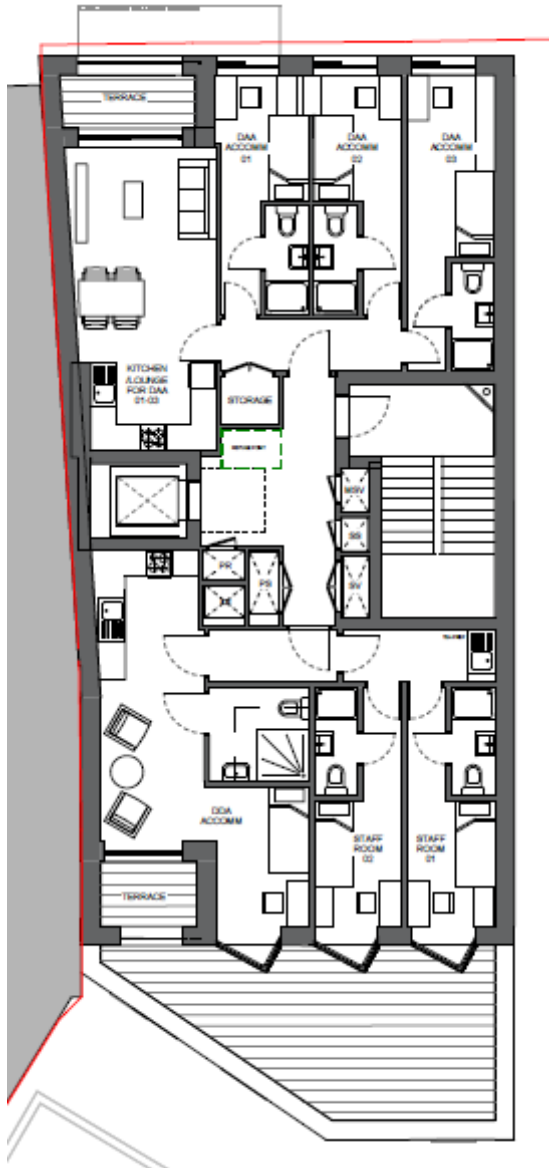 TERRACE
DAA
ACCOMM
01
DAA
ACCOMM
02
DAA
ACCOMM
03
KITCHEN
/LOUNGE
FOR DAA
01-03
STORAGE
MSV
SS
SV
PR
PS
DDA
ACCOMM
STAFF
ROOM
02
STAFF
ROOM
01
TERRACE